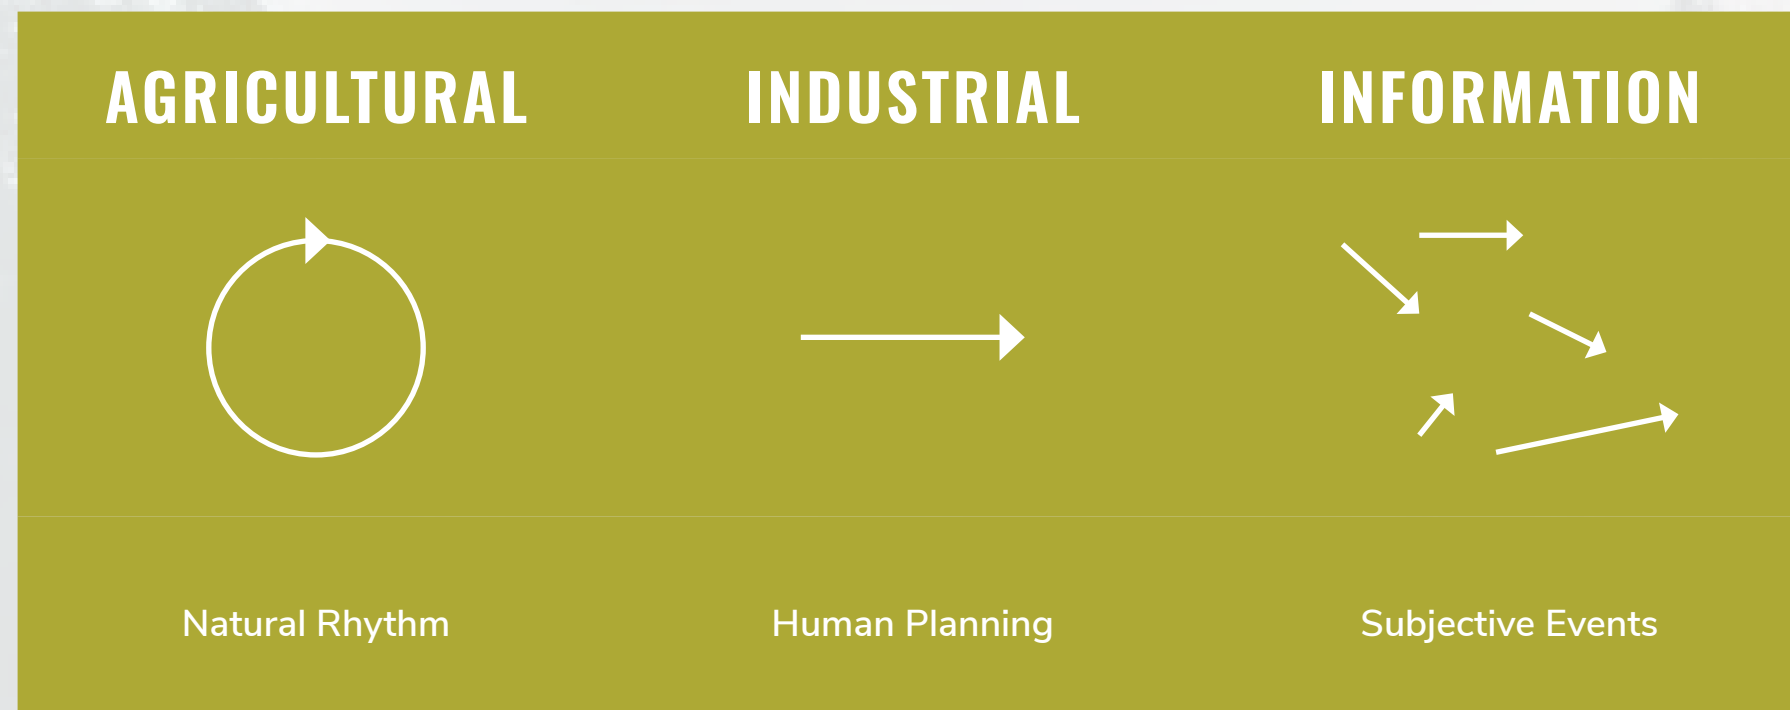 AGRICULTURAL
INDUSTRIAL
INFORMATION
Natural Rhythm
Human Planning
Subjective Events